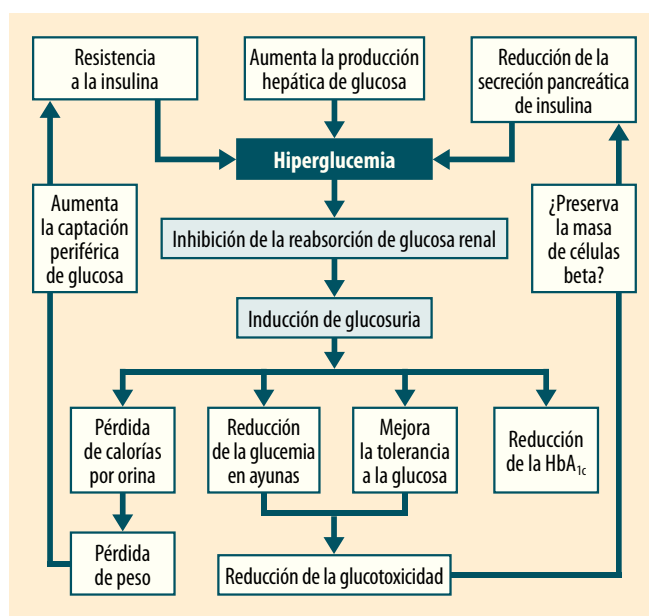 Resistencia
a la insulina
Aumenta la producción
hepática de glucosa
Reducción de la
secreción pancreática
de insulina
Hiperglucemia
Aumenta
la captación
periférica
de glucosa
¿Preserva
la masa
de células
beta?
Inhibición de la reabsorción de glucosa renal
Inducción de glucosuria
Pérdida
de calorías
por orina
Reducción
de la glucemia
en ayunas
Mejora
la tolerancia
a la glucosa
Reducción
de la HbA1c
Pérdida
de peso
Reducción de la glucotoxicidad